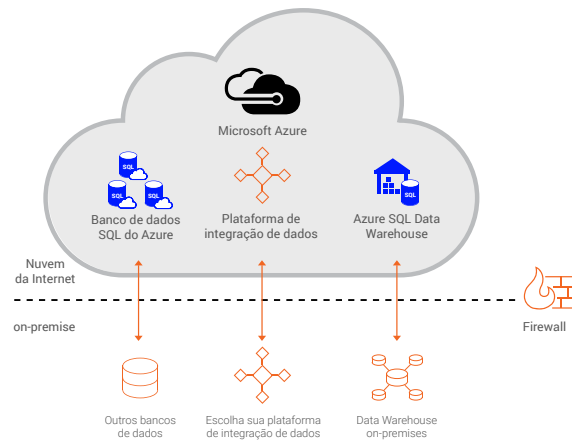 Microsoft Azure
SQL
SQL
SQL
SQL
Banco de dados
SQL do Azure
Plataforma de
integração de dados
Azure SQL Data
Warehouse
Nuvem
da Internet
on-premise
Firewall
Outros bancos
de dados
Escolha sua plataforma
de integração de dados
Data Warehouse
on-premises